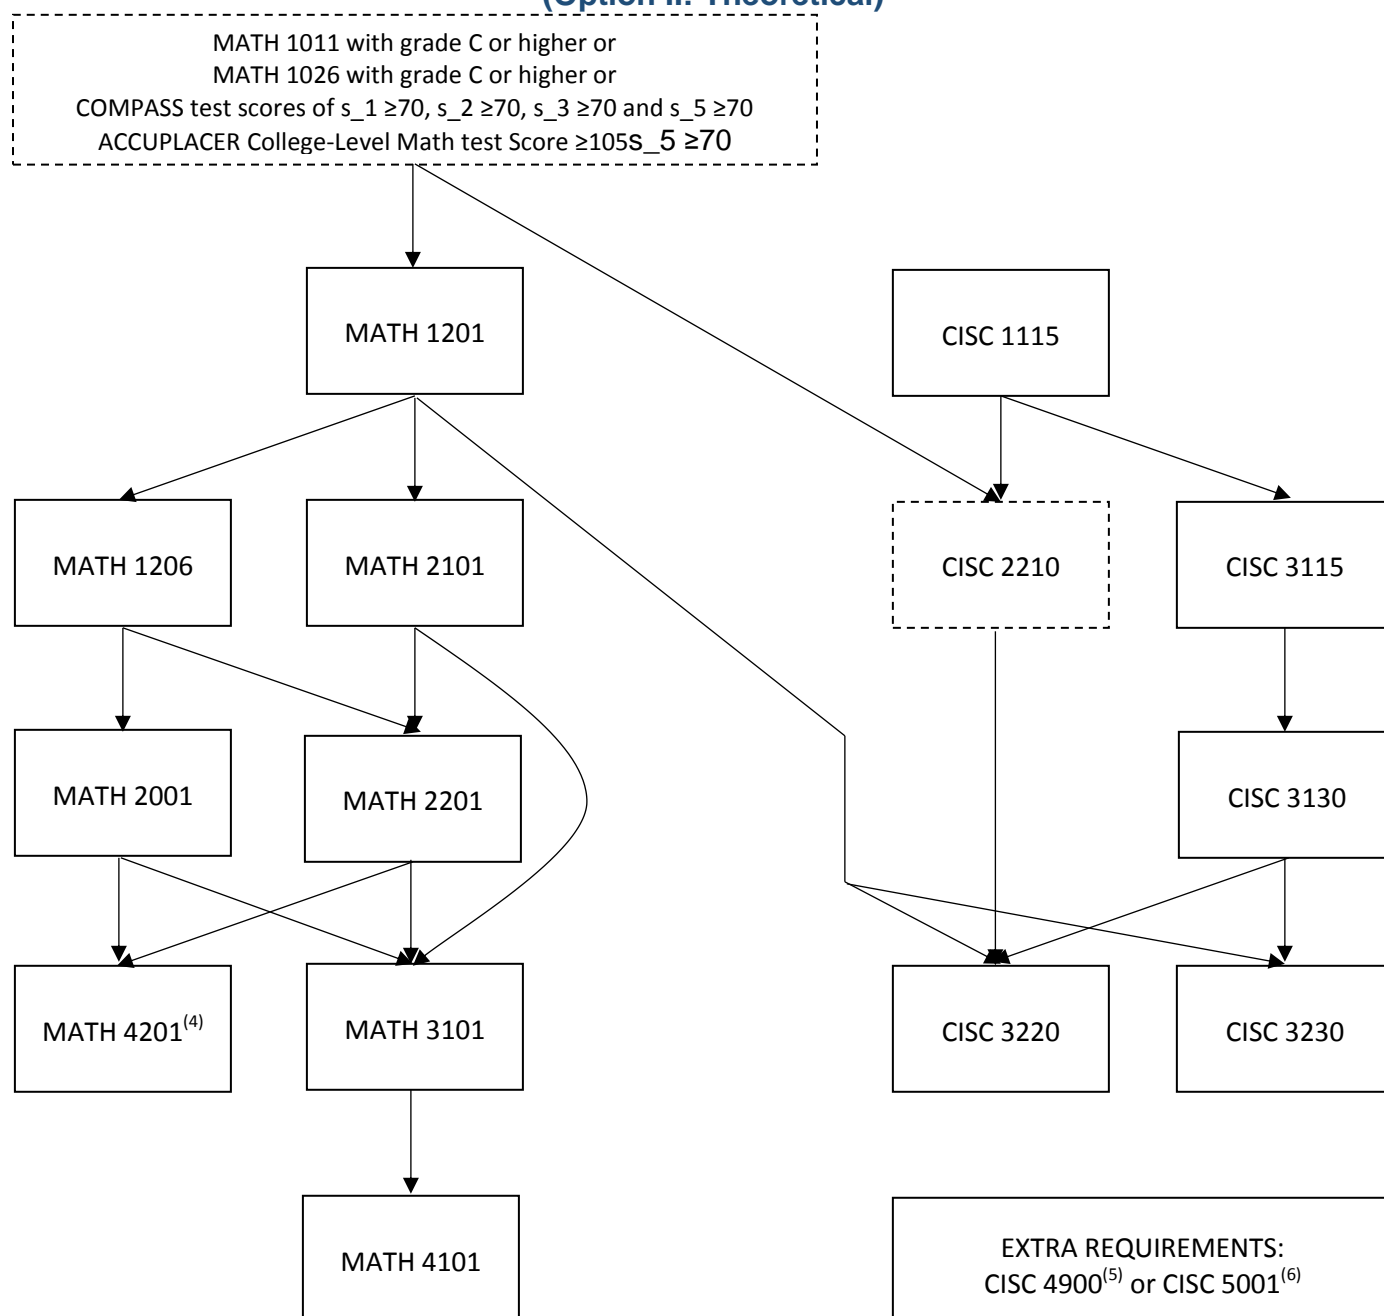 (Option II: Theoretical)
MATH 1011 with grade C or higher or
MATH 1026 with grade C or higher or
COMPASS test scores of s_1 ≥70, s_2 ≥70, s_3 ≥70 and s_5 ≥70
ACCUPLACER College-Level Math test Score ≥105s_5 ≥70
MATH 1201
CISC 1115
MATH 1206
MATH 2101
CISC 2210
CISC 3115
MATH 2001
MATH 2201
CISC 3130
MATH 4201(4)
MATH 3101
CISC 3220
CISC 3230
MATH 4101
EXTRA REQUIREMENTS:
CISC 4900(5) or CISC 5001(6)